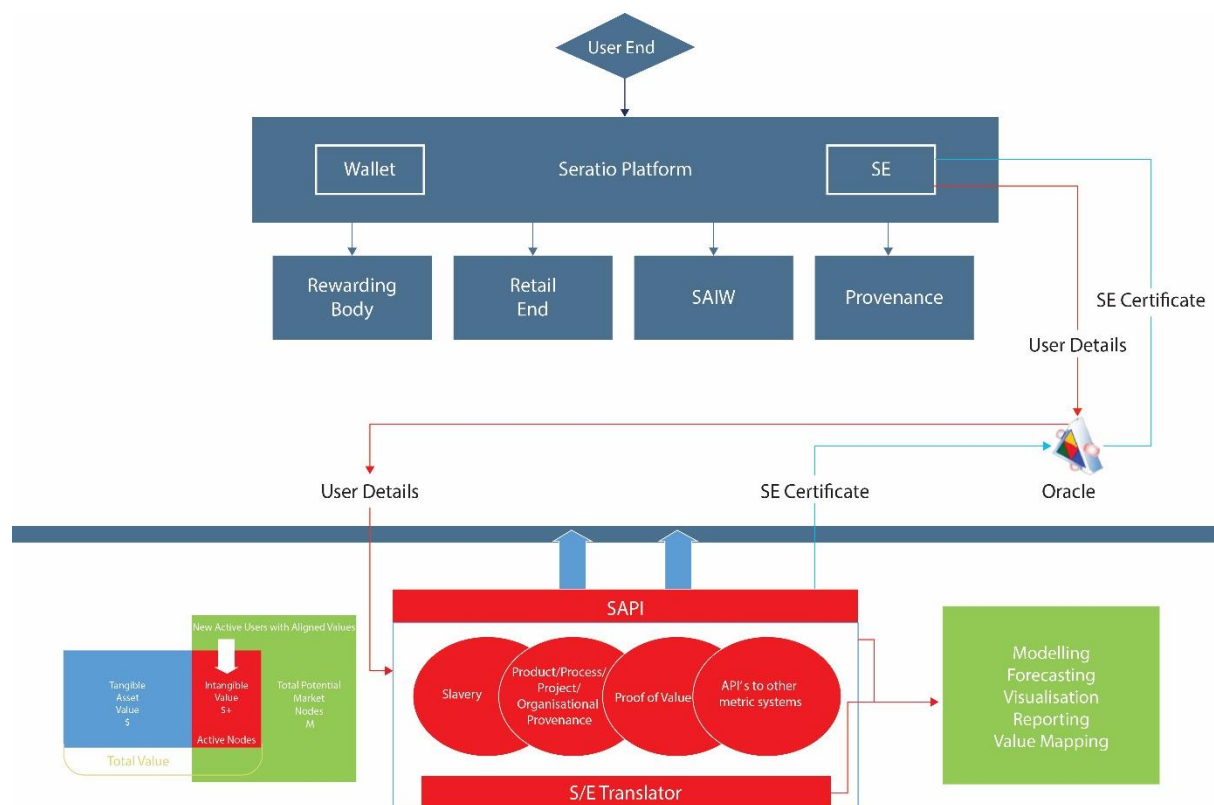 User End
Wallet
Seratio Platform
SE
Rewarding
Body
Retail
End
SAIW
Provenance
SE Certificate
User Details
User Details
SE Certificate
Oracle
New Active Users with Aligned Values
Tangible
Asset
Value
$
Intangible
Value
S+
Active Nodes
Total Potential
Market
Nodes
M
Total Value
SAPI
Slavery
Product/Process/
Project/
Organisational
Provenance
Proof of Value
API's to other
metric systems
S/E Translator
Modelling
Forecasting
Visualisation
Reporting
Value Mapping